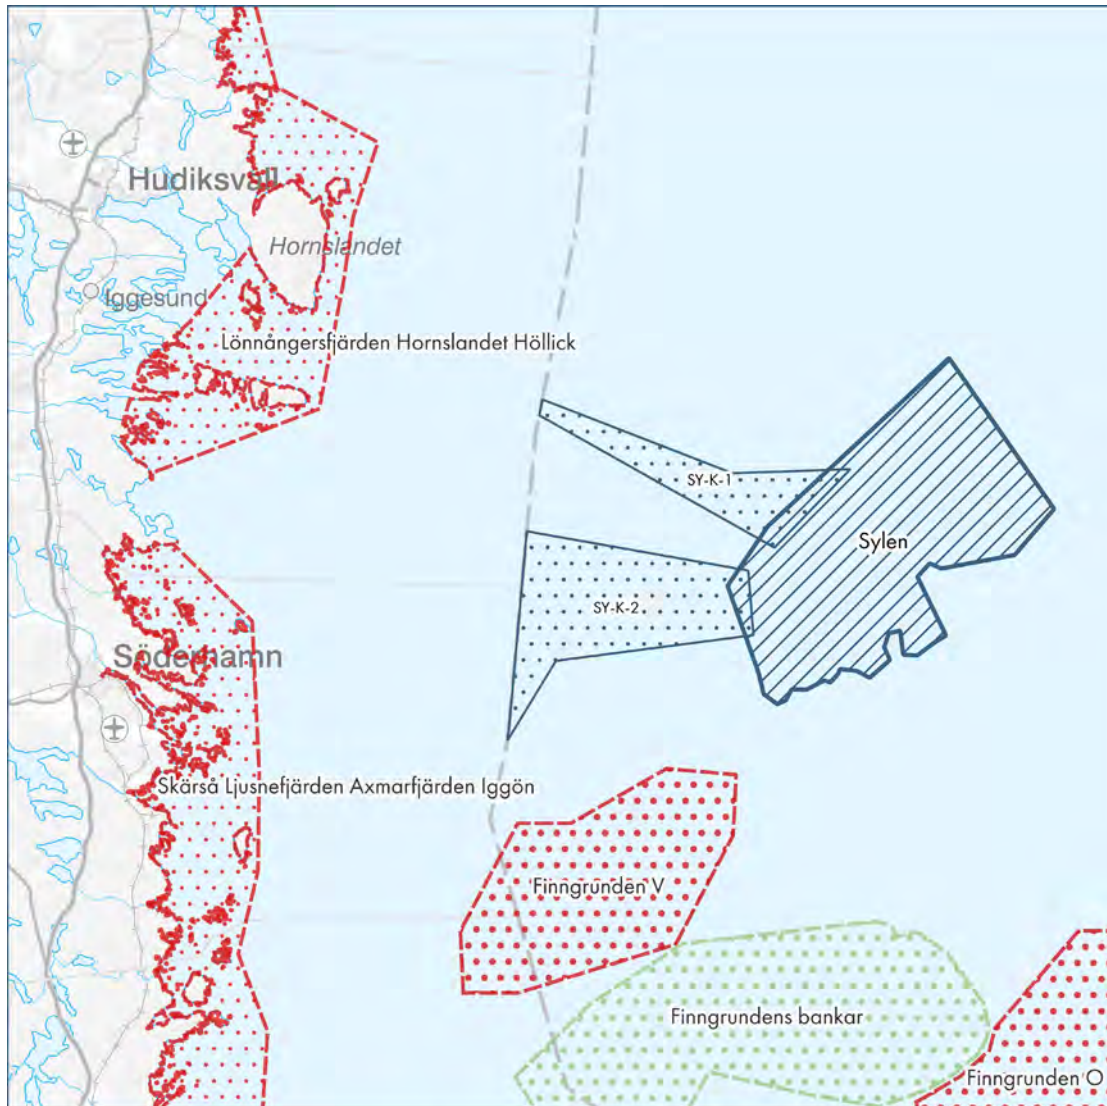 Hudiksvall
Hornslandet
Iggesund
Lönnångersfjärden Hornslandet Höllick
SY-K-1
Sylen
SY-K-2
Söderhamn
Skärså Ljusnefjärden Axmarfjärden Iggön
Finngrunden V
Finngrundens bankar
Finngrunden O